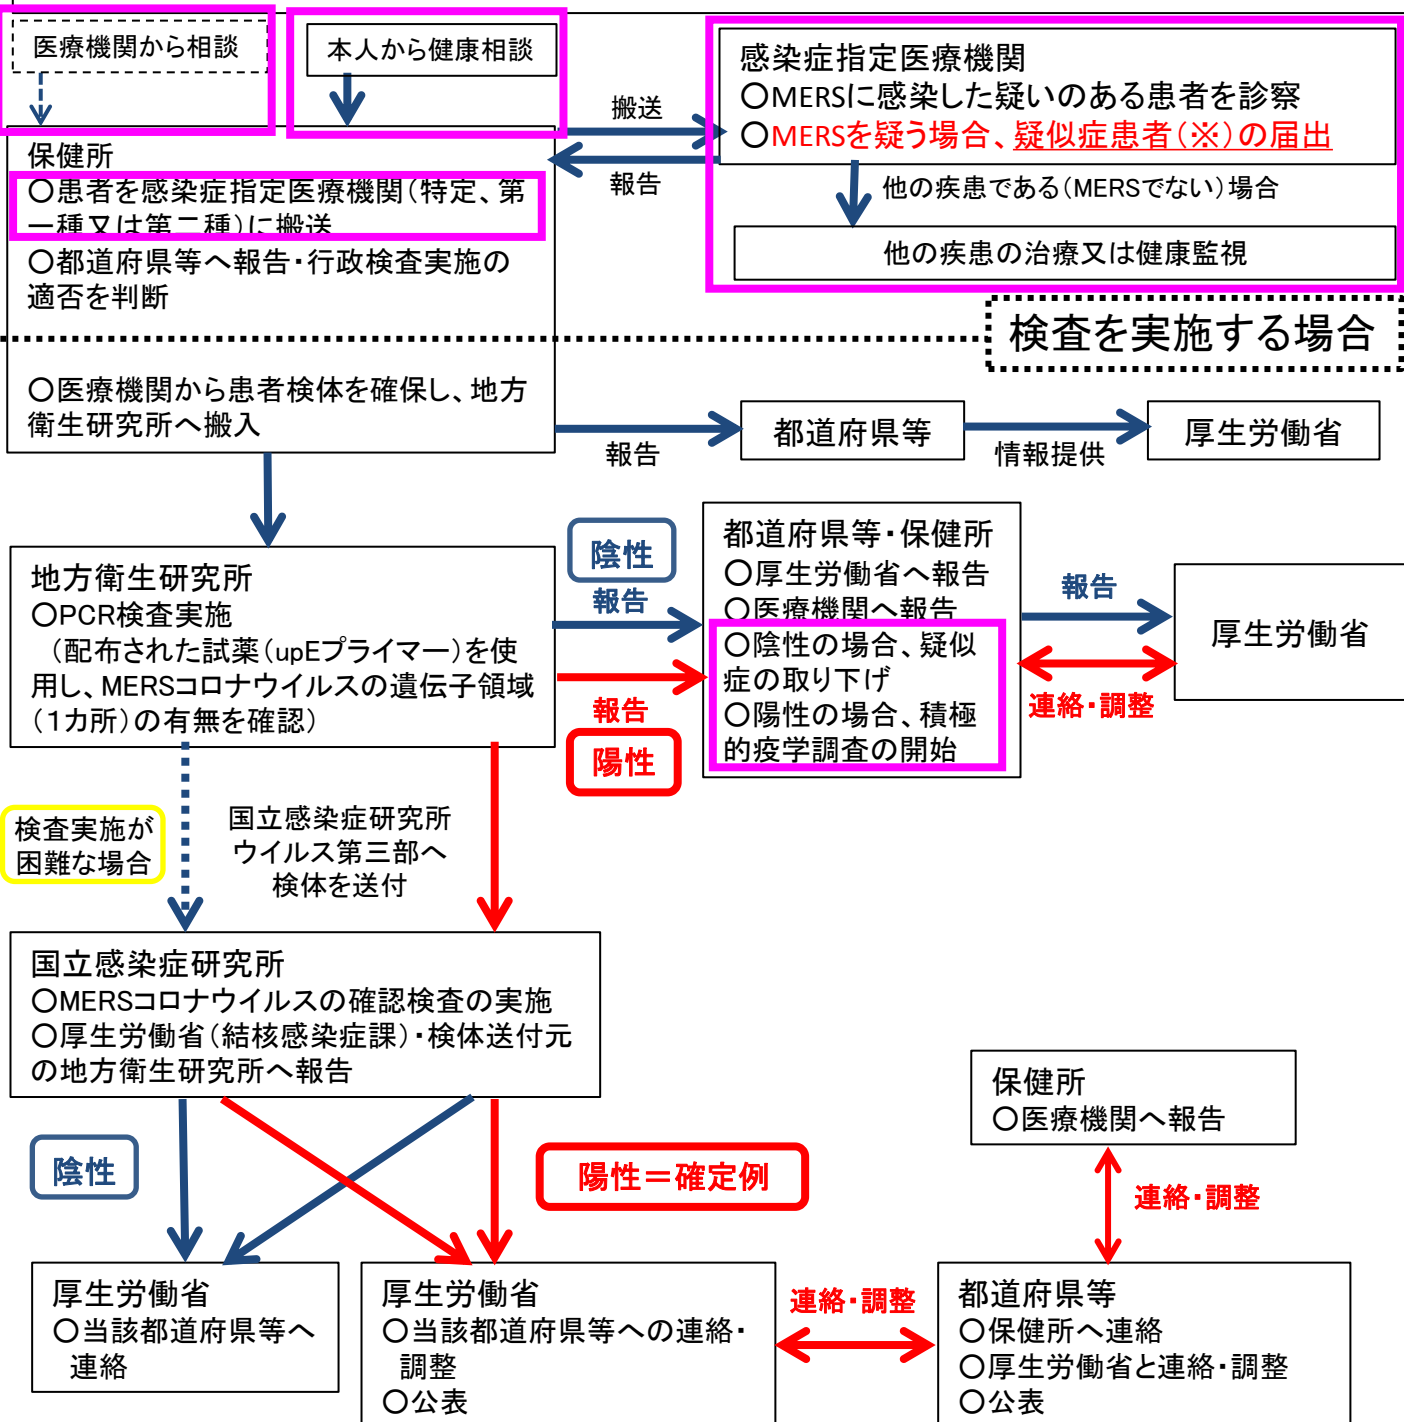 医療機関から相談
本人から健康相談
感染症指定医療機関
○MERSに感染した疑いのある患者を診察
○MERSを疑う場合、疑似症患者(※)の届出
搬送
報告
保健所
○患者を感染症指定医療機関(特定、第
一種又は第二種)に搬送
○都道府県等へ報告・行政検査実施の
適否を判断
他の疾患である(MERSでない)場合
他の疾患の治療又は健康監視
検査を実施する場合
○医療機関から患者検体を確保し、地方
衛生研究所へ搬入
報告
都道府県等
情報提供
厚生労働省
地方衛生研究所
○PCR検査実施
(配布された試薬(upEプライマー)を使
用し、MERSコロナウイルスの遺伝子領域
(1カ所)の有無を確認)
陰性
報告
報告
陽性
都道府県等・保健所
○厚生労働省へ報告
○医療機関へ報告
○陰性の場合、疑似
症の取り下げ
○陽性の場合、積極
的疫学調査の開始
報告
連絡・調整
厚生労働省
検査実施が
困難な場合
国立感染症研究所
ウイルス第三部へ
検体を送付
国立感染症研究所
○MERSコロナウイルスの確認検査の実施
○厚生労働省(結核感染症課)・検体送付元
の地方衛生研究所へ報告
陰性
陽性=確定例
保健所
○医療機関へ報告
連絡・調整
厚生労働省
○当該都道府県等へ
連絡
厚生労働省
○当該都道府県等への連絡・
調整
○公表
連絡・調整
都道府県等
○保健所へ連絡
○厚生労働省と連絡・調整
○公表